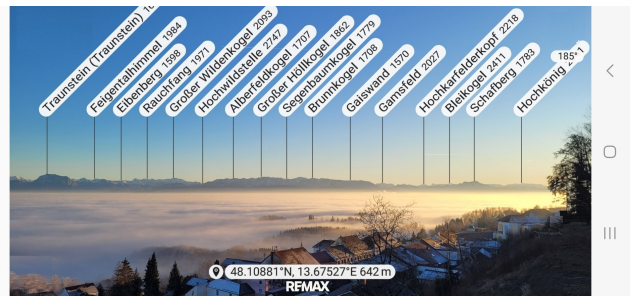 Traunstein (Traunstein)
Feigentalhimmel 1984
Eibenberg 1598
Rauchfang 1971
Großer Wildenkogel 2093
Hochwildstelle 2747
Alberfeldkogel 1707
Großer Höllkogel 1862
Segenbaumkogel 1779
Brunnkogel 1708
Gaiswand 1570
Gamsfeld 2027
Hochkarfelderkopf 2218
Bleikogel 2411
Schafberg 1783
Hochkönig
48.10881°N, 13.67527°E 642 m
REMAX